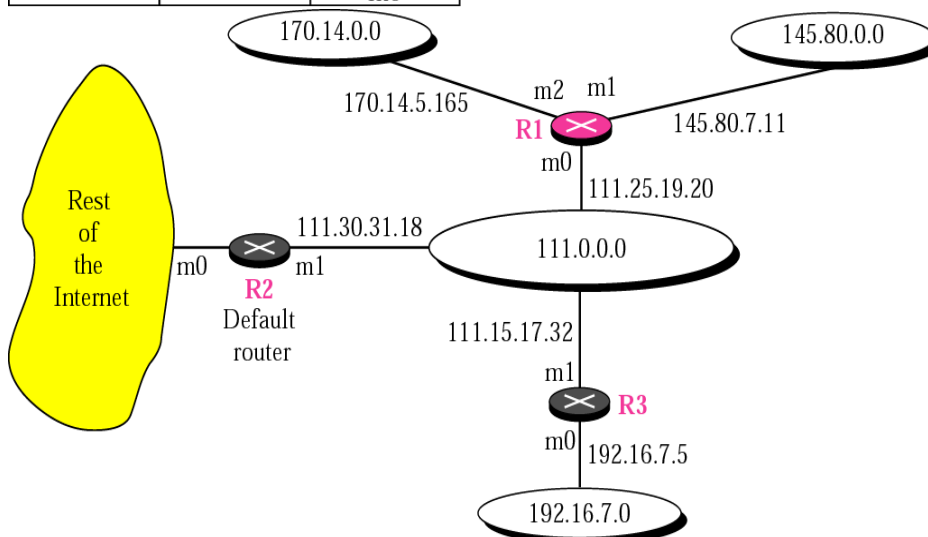 170.14.0.0
145.80.0.0
m2
m1
170.14.5.165
R1
145.80.7.11
m0
111.25.19.20
Rest
of
the
Internet
111.30.31.18
111.0.0.0
m0
m1
R2
Default
router
111.15.17.32
m1
R3
m0
192.16.7.5
192.16.7.0